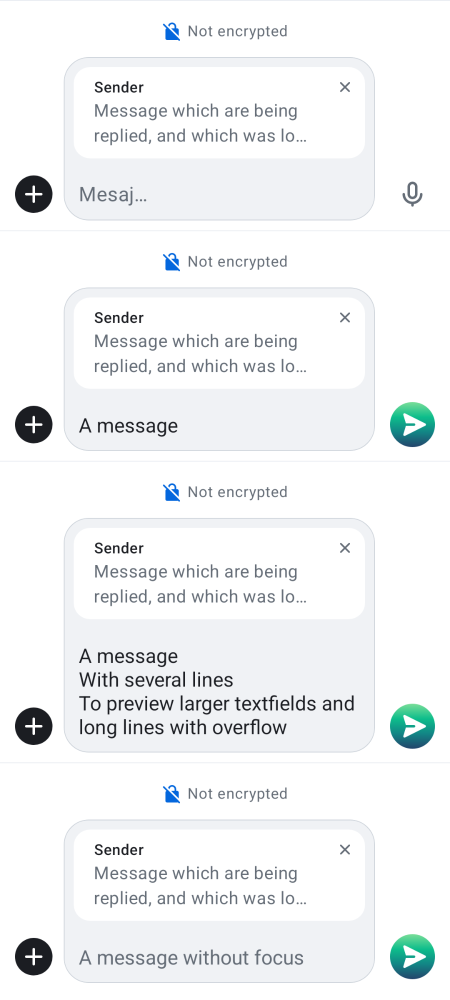 Not encrypted
Sender
Message which are being
replied, and which was lo…
Mesaj…
Not encrypted
Sender
Message which are being
replied, and which was lo…
A message
Not encrypted
Sender
Message which are being
replied, and which was lo…
A message
With several lines
To preview larger textfields and
long lines with overflow
Not encrypted
Sender
Message which are being
replied, and which was lo…
A message without focus